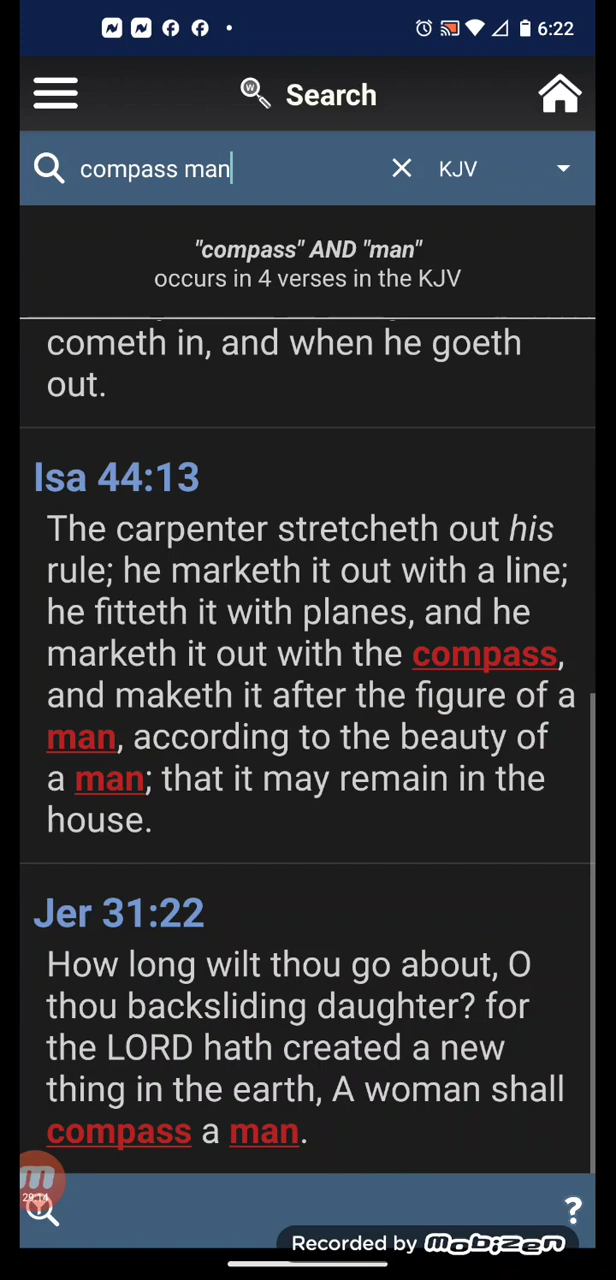 6:22
Search
compass man
KJV
"compass" AND "man"
occurs in 4 verses in the KJV
cometh in, and when he goeth
out.
Isa 44:13
The carpenter stretcheth out his
rule; he marketh it out with a line;
he fitteth it with planes, and he
marketh it out with the compass,
and maketh it after the figure of a
man, according to the beauty of
a man; that it may remain in the
house.
Jer 31:22
How long wilt thou go about, O
thou backsliding daughter? for
the LORD hath created a new
thing in the earth, A woman shall
compass a man.
29:14
?
Recorded by mobizen